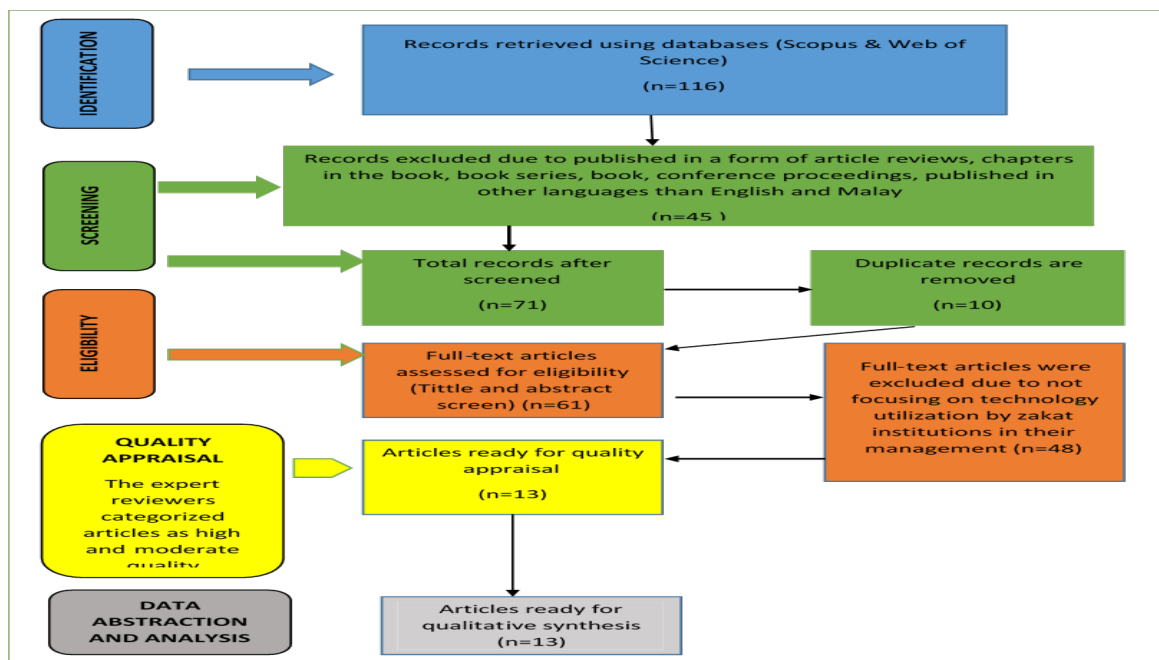 IDENTIFICATION
Records retrieved using databases (Scopus & Web of
Science)
(n=116)
Records excluded due to published in a form of article reviews, chapters
in the book, book series, book, conference proceedings, published in
other languages than English and Malay
(n=45 )
SCREENING
Total records after
screened
(n=71)
Duplicate records are
removed
(n=10)
ELIGIBILITY
Full-text articles
assessed for eligibility
(Tittle and abstract
screen) (n=61)
Full-text articles were
excluded due to not
focusing on technology
utilization by zakat
institutions in their
management (n=48)
QUALITY
APPRAISAL
The expert
reviewers
categorized
articles as high
and moderate
quality
Articles ready for quality
appraisal
(n=13)
DATA
ABSTRACTION
AND ANALYSIS
Articles ready for
qualitative synthesis
(n=13)